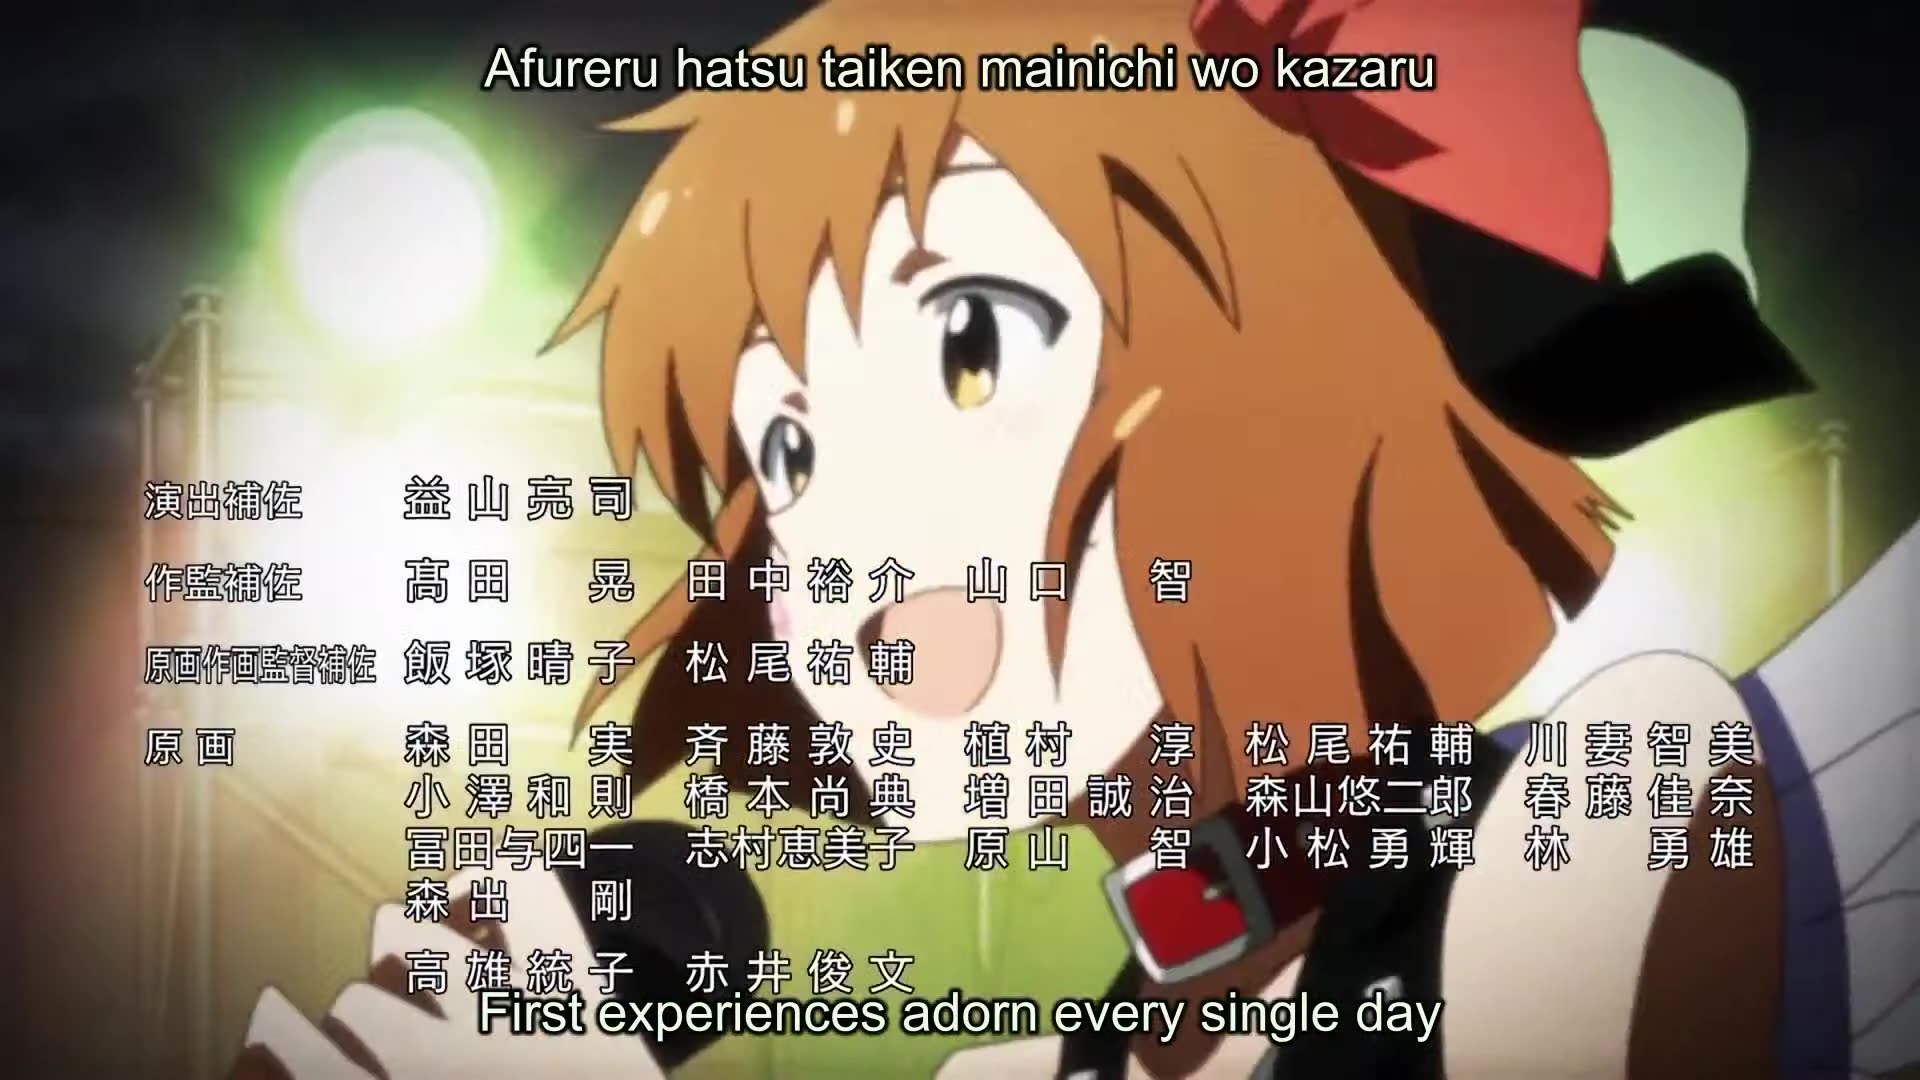 Afureru hatsu taiken mainichi wo kazaru
演出補佐 益山亮司
作監補佐 髙田 晃 田中裕介 山口 智
原画作画監督補佐 飯塚晴子 松尾祐輔
原画 森田 実 斉藤敦史 植村 淳 松尾祐輔 川妻智美
小澤和則 橋本尚典 増田誠治 森山悠二郎 春藤佳奈
冨田与四一 志村恵美子 原山 智 小松勇輝 林 勇雄
森出 剛
高雄統子 赤井俊文
First experiences adorn every single day